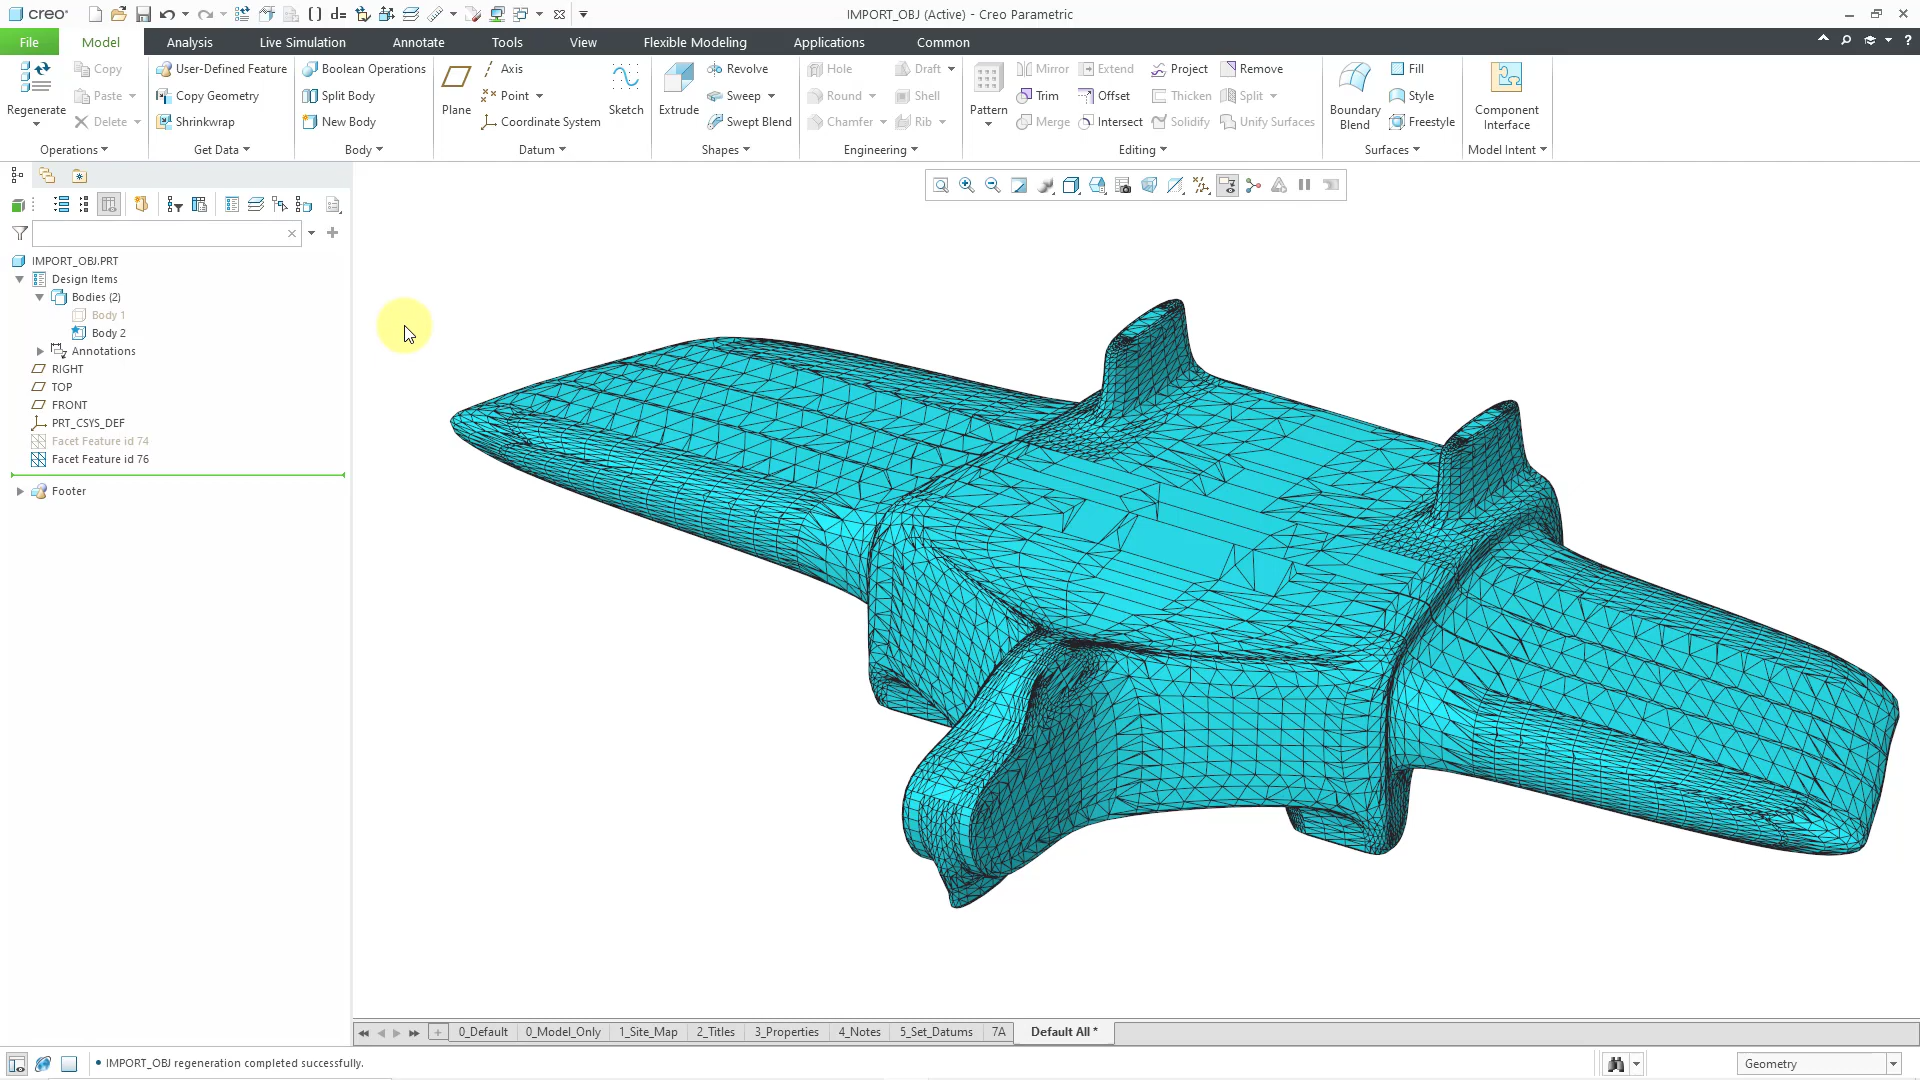 creo
d=
IMPORT_OBJ (Active) - Creo Parametric
File Model Analysis Live Simulation Annotate Tools View Flexible Modeling Applications Common
Regenerate
Copy
Paste
Delete
Operations
User-Defined Feature
Copy Geometry
Shrinkwrap
Get Data
Boolean Operations
Split Body
New Body
Body
Plane
Axis
Point
Coordinate System
Sketch
Datum
Extrude
Revolve
Sweep
Swept Blend
Shapes
Hole
Round
Chamfer
Draft
Shell
Rib
Engineering
Pattern
Mirror Extend Project Remove
Trim Offset Thicken Split
Merge Intersect Solidify Unify Surfaces
Editing
Boundary
Blend
Fill
Style
Freestyle
Surfaces
Component
Interface
Model Intent
IMPORT_OBJ.PRT
Design Items
Bodies (2)
Body 1
Body 2
Annotations
RIGHT
TOP
FRONT
PRT_CSYS_DEF
Facet Feature id 74
Facet Feature id 76
Footer
0_Default 0_Model_Only 1_Site_Map 2_Titles 3_Properties 4_Notes 5_Set_Datums 7A Default All *
• IMPORT_OBJ regeneration completed successfully.
Geometry